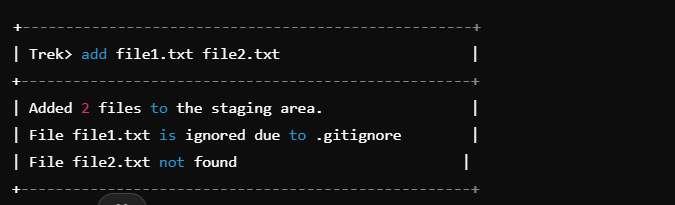 +---------------------------------------------------+
| Trek> add file1.txt file2.txt                     |
+---------------------------------------------------+
| Added 2 files to the staging area.                |
| File file1.txt is ignored due to .gitignore       |
| File file2.txt not found                         |
+---------------------------------------------------+